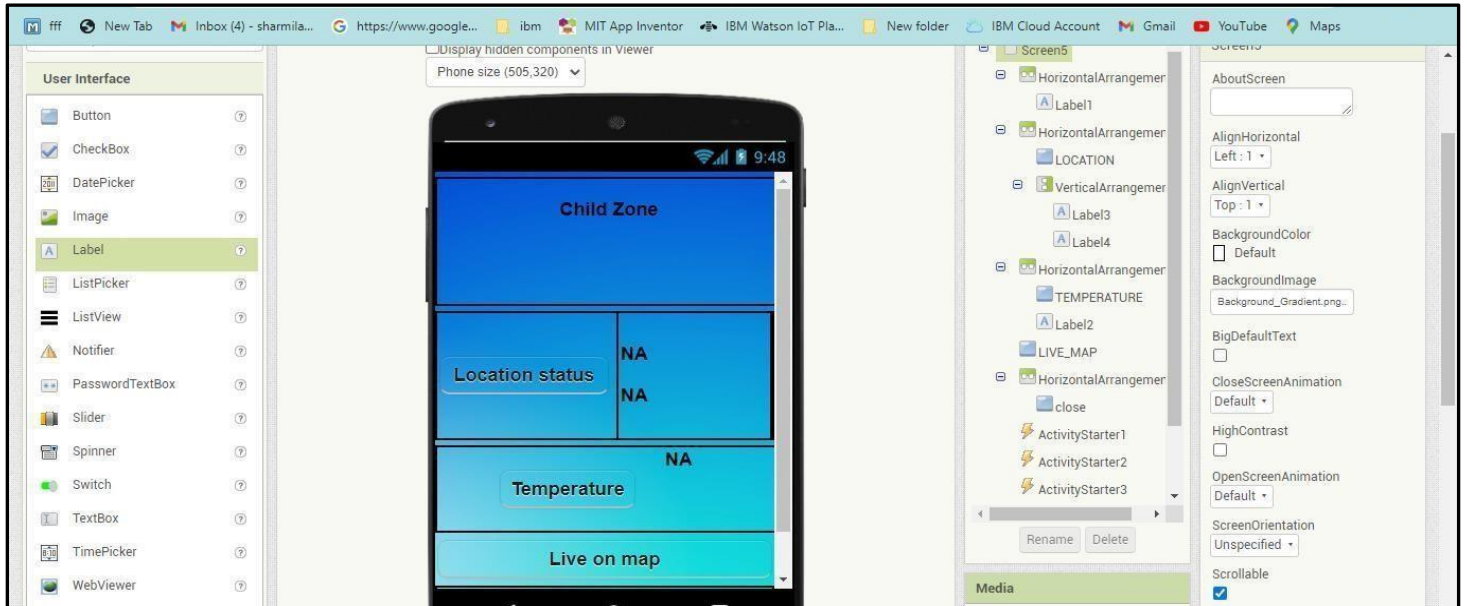 fff New Tab Inbox (4) - sharmila... https://www.google... ibm MIT App Inventor IBM Watson IoT Pla... New folder IBM Cloud Account Gmail YouTube Maps
User Interface
Button
CheckBox
DatePicker
Image
Label
ListPicker
ListView
Notifier
PasswordTextBox
Slider
Spinner
Switch
TextBox
TimePicker
WebViewer
Display hidden components in Viewer
Phone size (505,320)
9:48
Child Zone
Location status
NA
NA
NA
Temperature
Live on map
Screen5
HorizontalArrangemer
Label1
HorizontalArrangemer
LOCATION
VerticalArrangemer
Label3
Label4
HorizontalArrangemer
TEMPERATURE
Label2
LIVE_MAP
HorizontalArrangemer
close
ActivityStarter1
ActivityStarter2
ActivityStarter3
Rename Delete
Media
Screen5
AboutScreen
AlignHorizontal
Left : 1
AlignVertical
Top : 1
BackgroundColor
Default
BackgroundImage
Background_Gradient.png...
BigDefaultText
CloseScreenAnimation
Default
HighContrast
OpenScreenAnimation
Default
ScreenOrientation
Unspecified
Scrollable